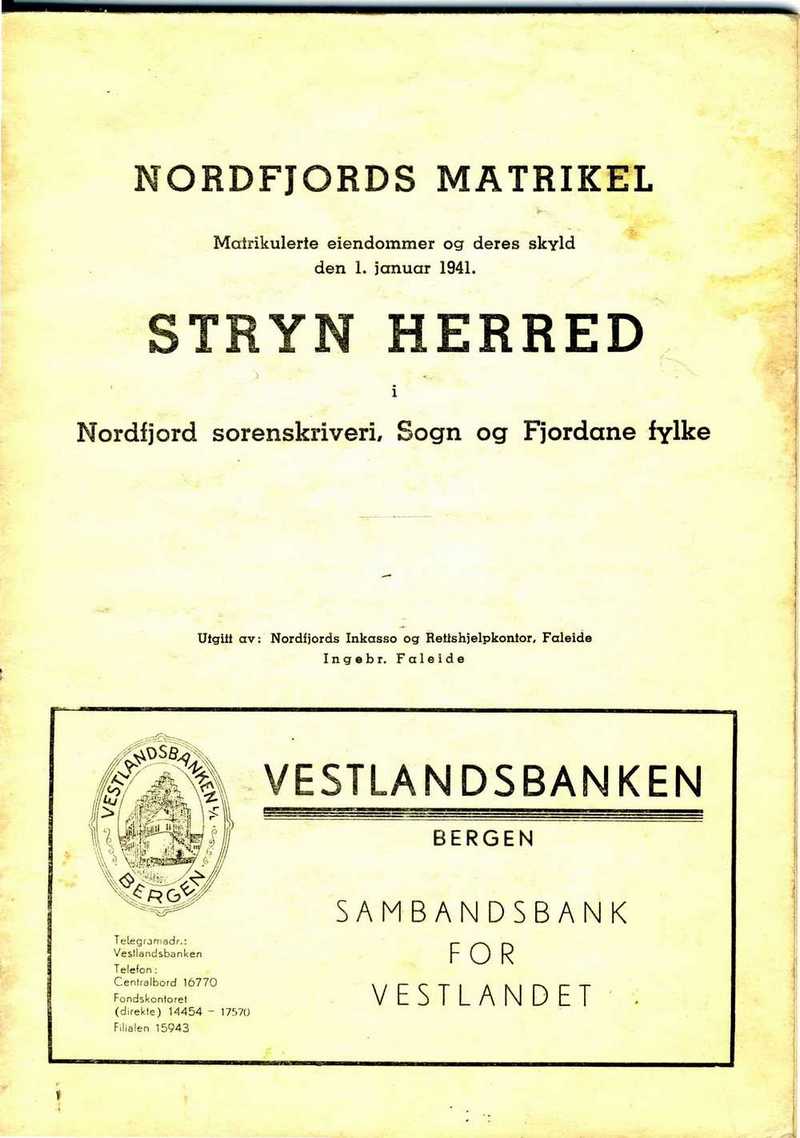 NORDFJORDS MATRIKEL
Matrikulerte eiendommer og deres skyld
den 1. januar 1941.
STRYN HERRED
i
Nordfjord sorenskriveri, Sogn og Fjordane fylke
Utgitt av: Nordfjords Inkasso og Rettshjelpkontor, Faleide
Ingebr. Faleide
VESTLANDSBANKEN A/L
BERGEN
Telegramadr.:
Vestlandsbanken
Telefon:
Centralbord 16770
Fondskontoret
(direkte) 14454 - 17570
Filialen 15943
VESTLANDSBANKEN
BERGEN
SAMBANDSBANK
FOR
VESTLANDET